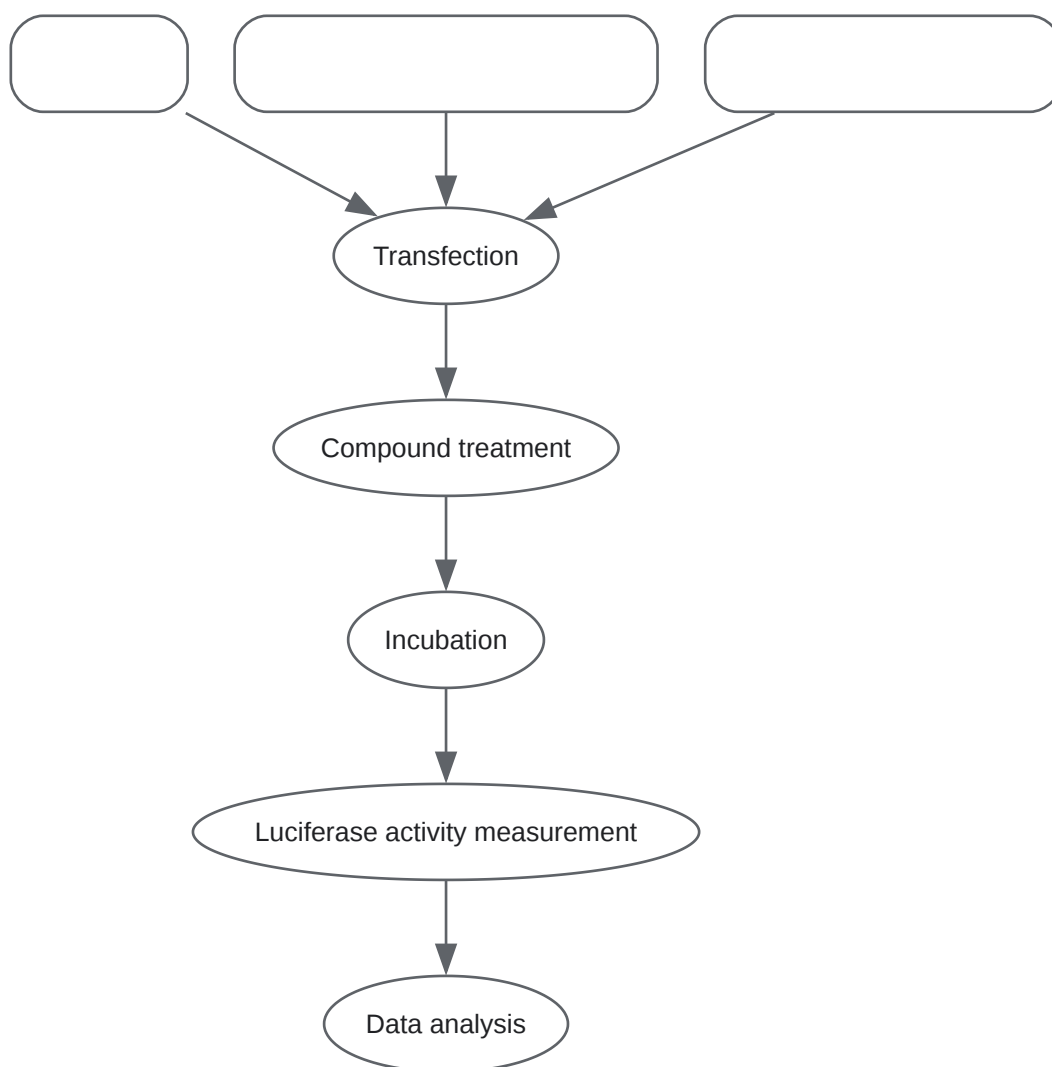 Transfection
Compound treatment
Incubation
Luciferase activity measurement
Data analysis